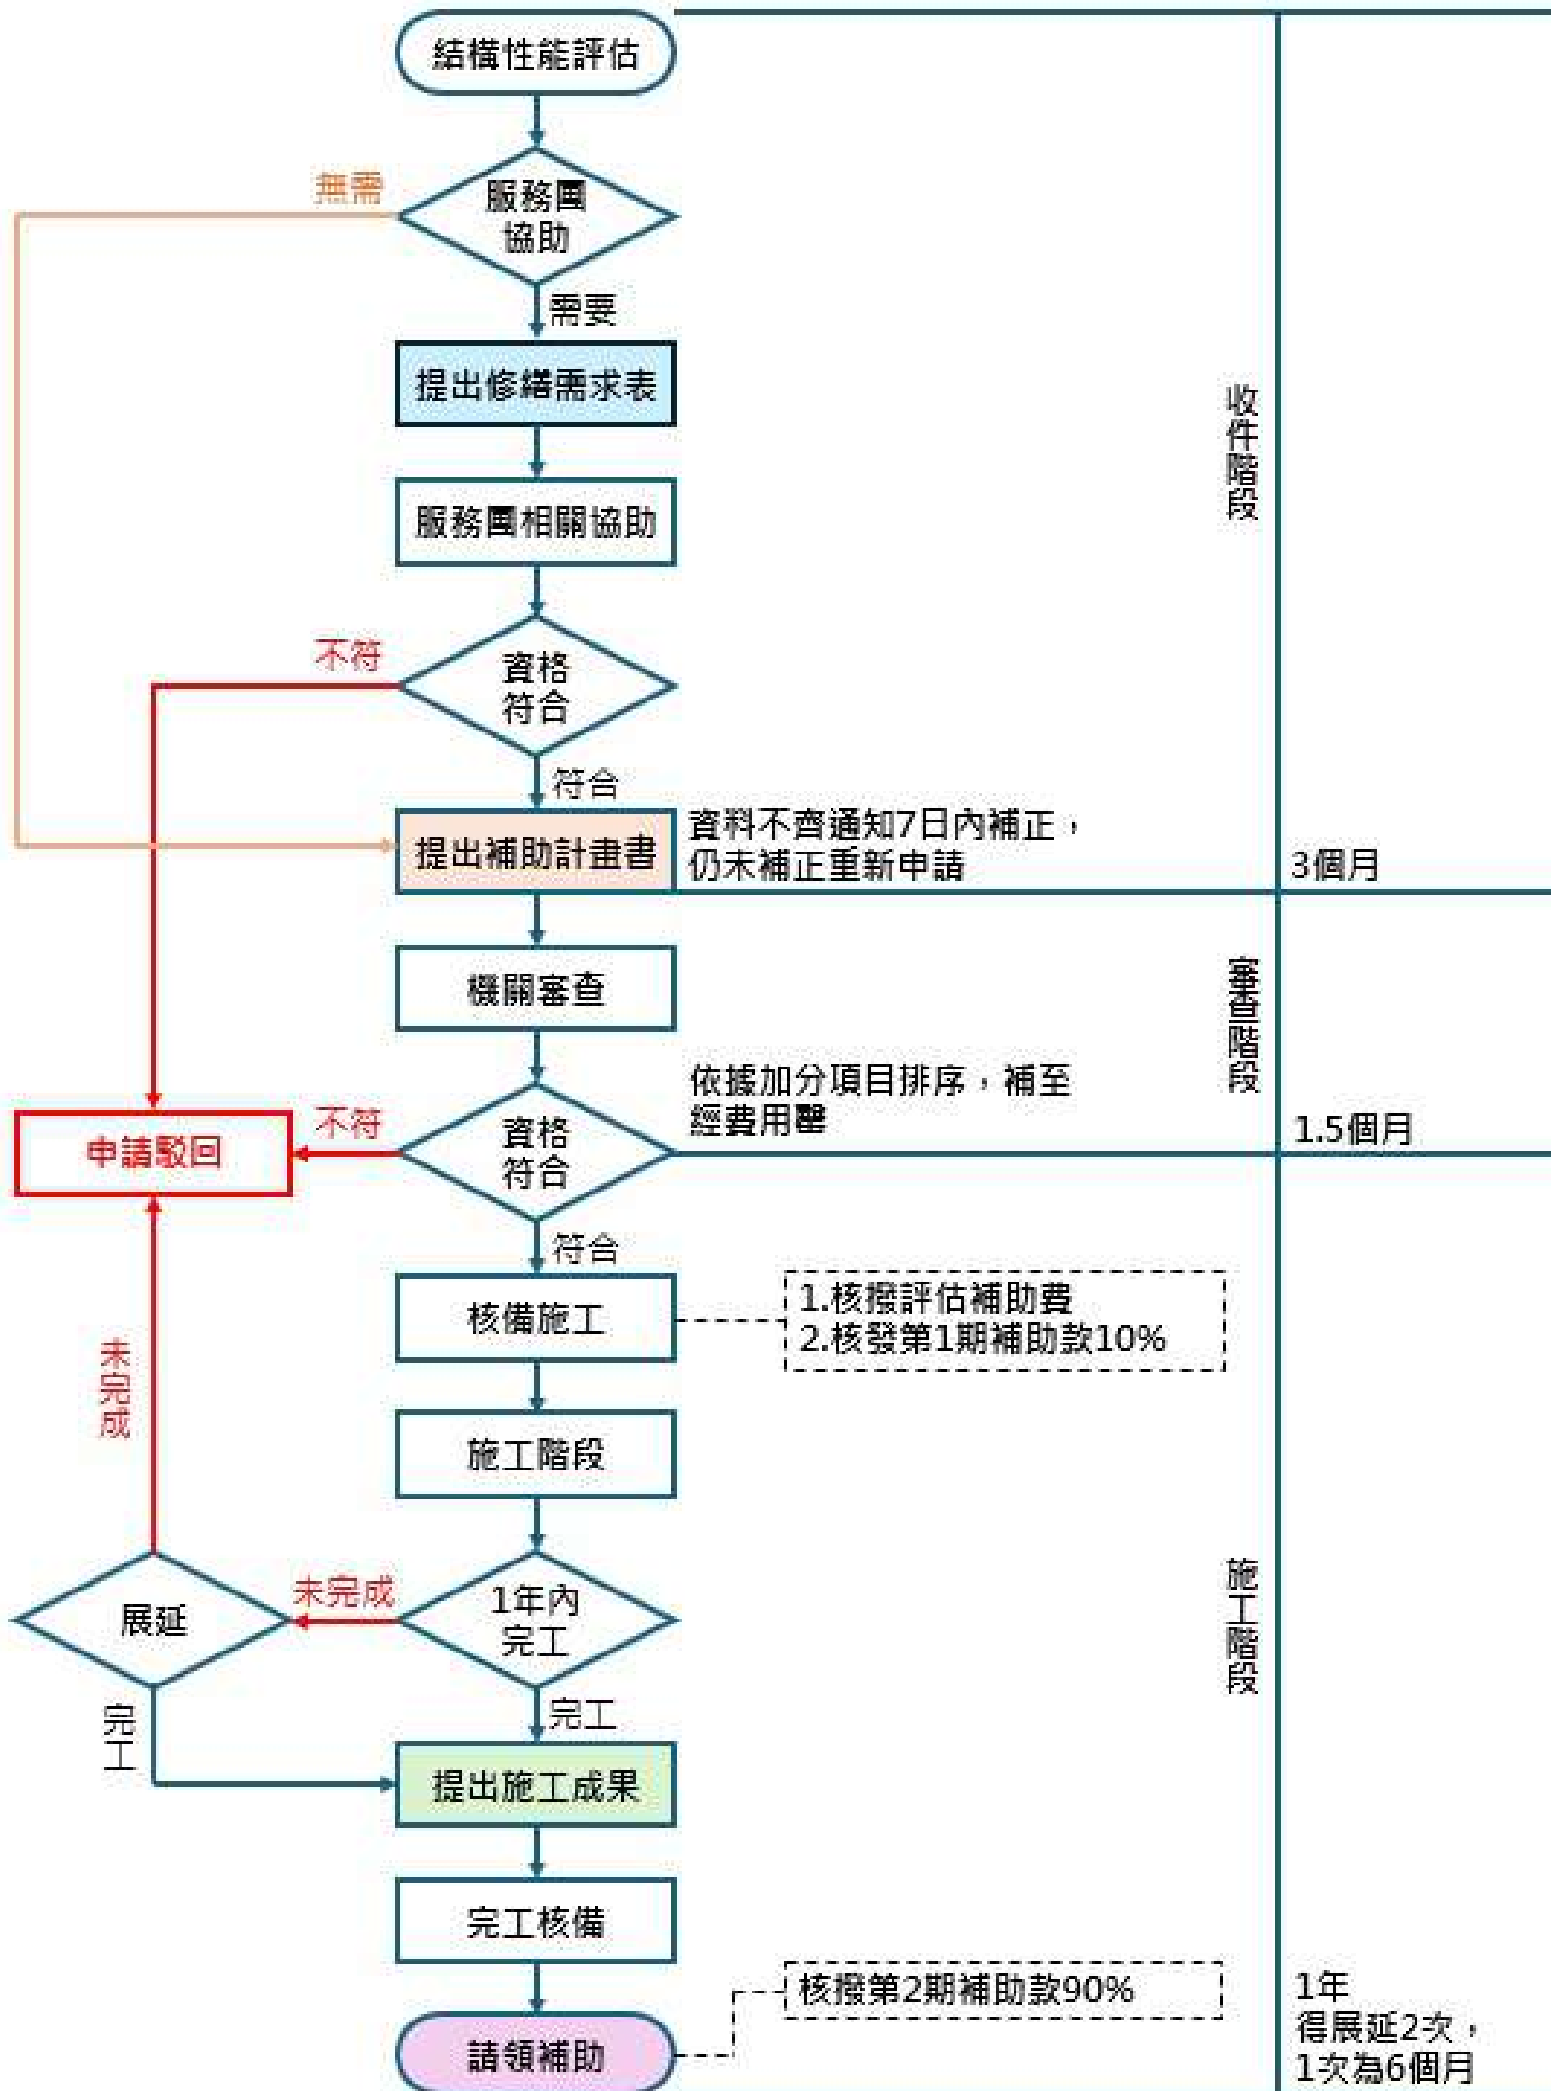 結構性能評估
無需
服務團
協助
需要
提出修繕需求表
服務團相關協助
收件階段
不符
資格
符合
符合
提出補助計畫書
資料不齊通知7日內補正，
仍未補正重新申請
3個月
機關審查
審查階段
依據加分項目排序，補至
經費用罄
1.5個月
申請駁回
不符
資格
符合
符合
核備施工
1.核撥評估補助費
2.核發第1期補助款10%
未完成
施工階段
展延
未完成
1年內
完工
施工階段
完工
完工
提出施工成果
完工核備
核撥第2期補助款90%
請領補助
1年
得展延2次，
1次為6個月